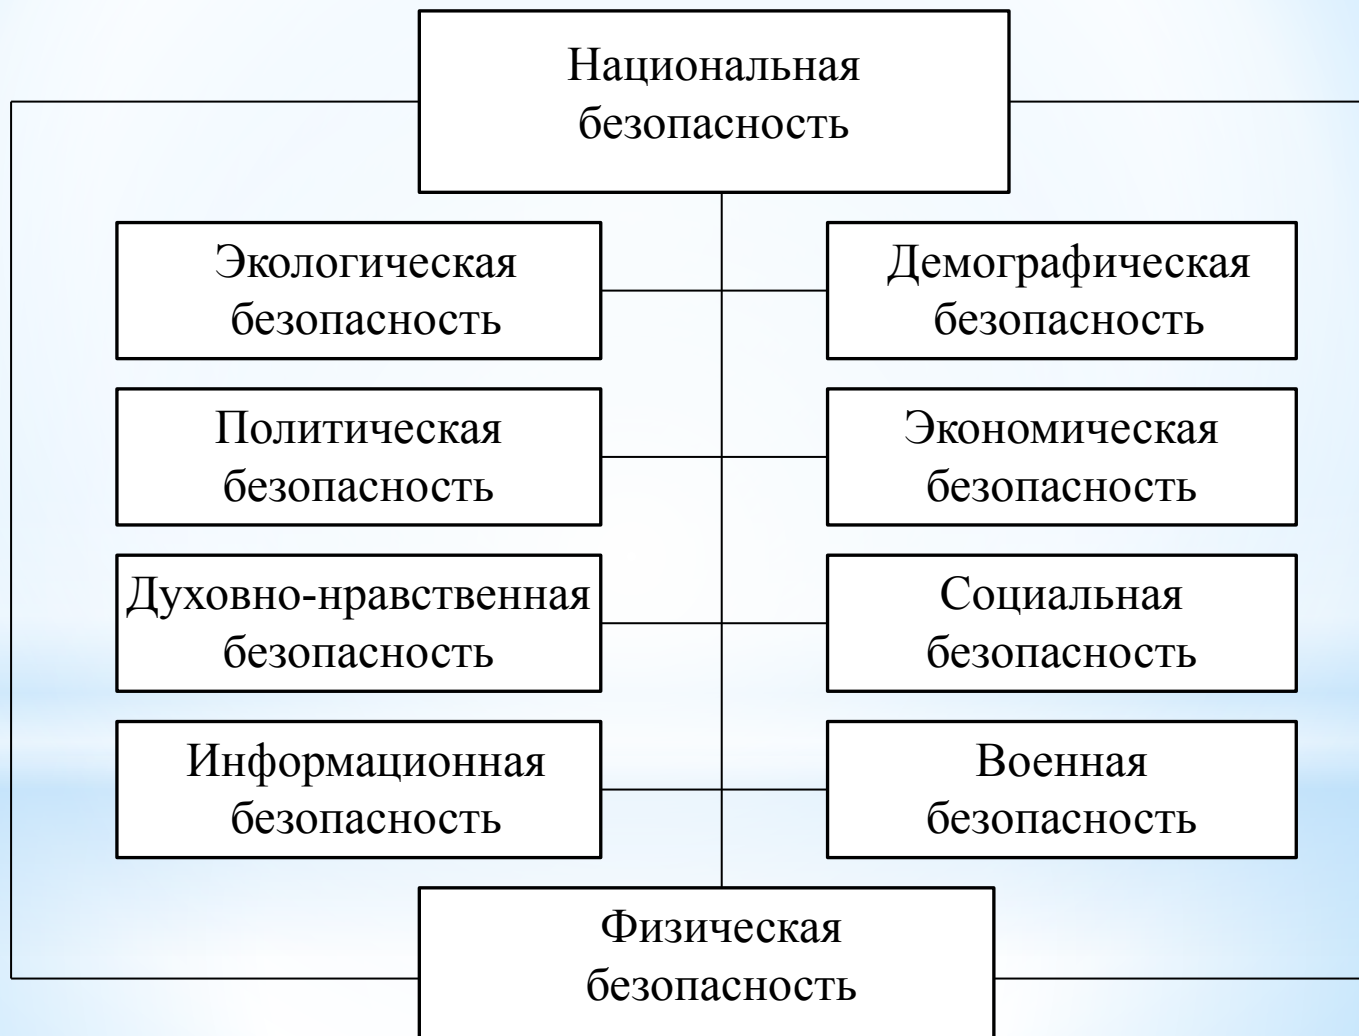 Национальная
безопасность
Экологическая
безопасность
Демографическая
безопасность
Политическая
безопасность
Экономическая
безопасность
Духовно-нравственная
безопасность
Социальная
безопасность
Информационная
безопасность
Военная
безопасность
Физическая
безопасность